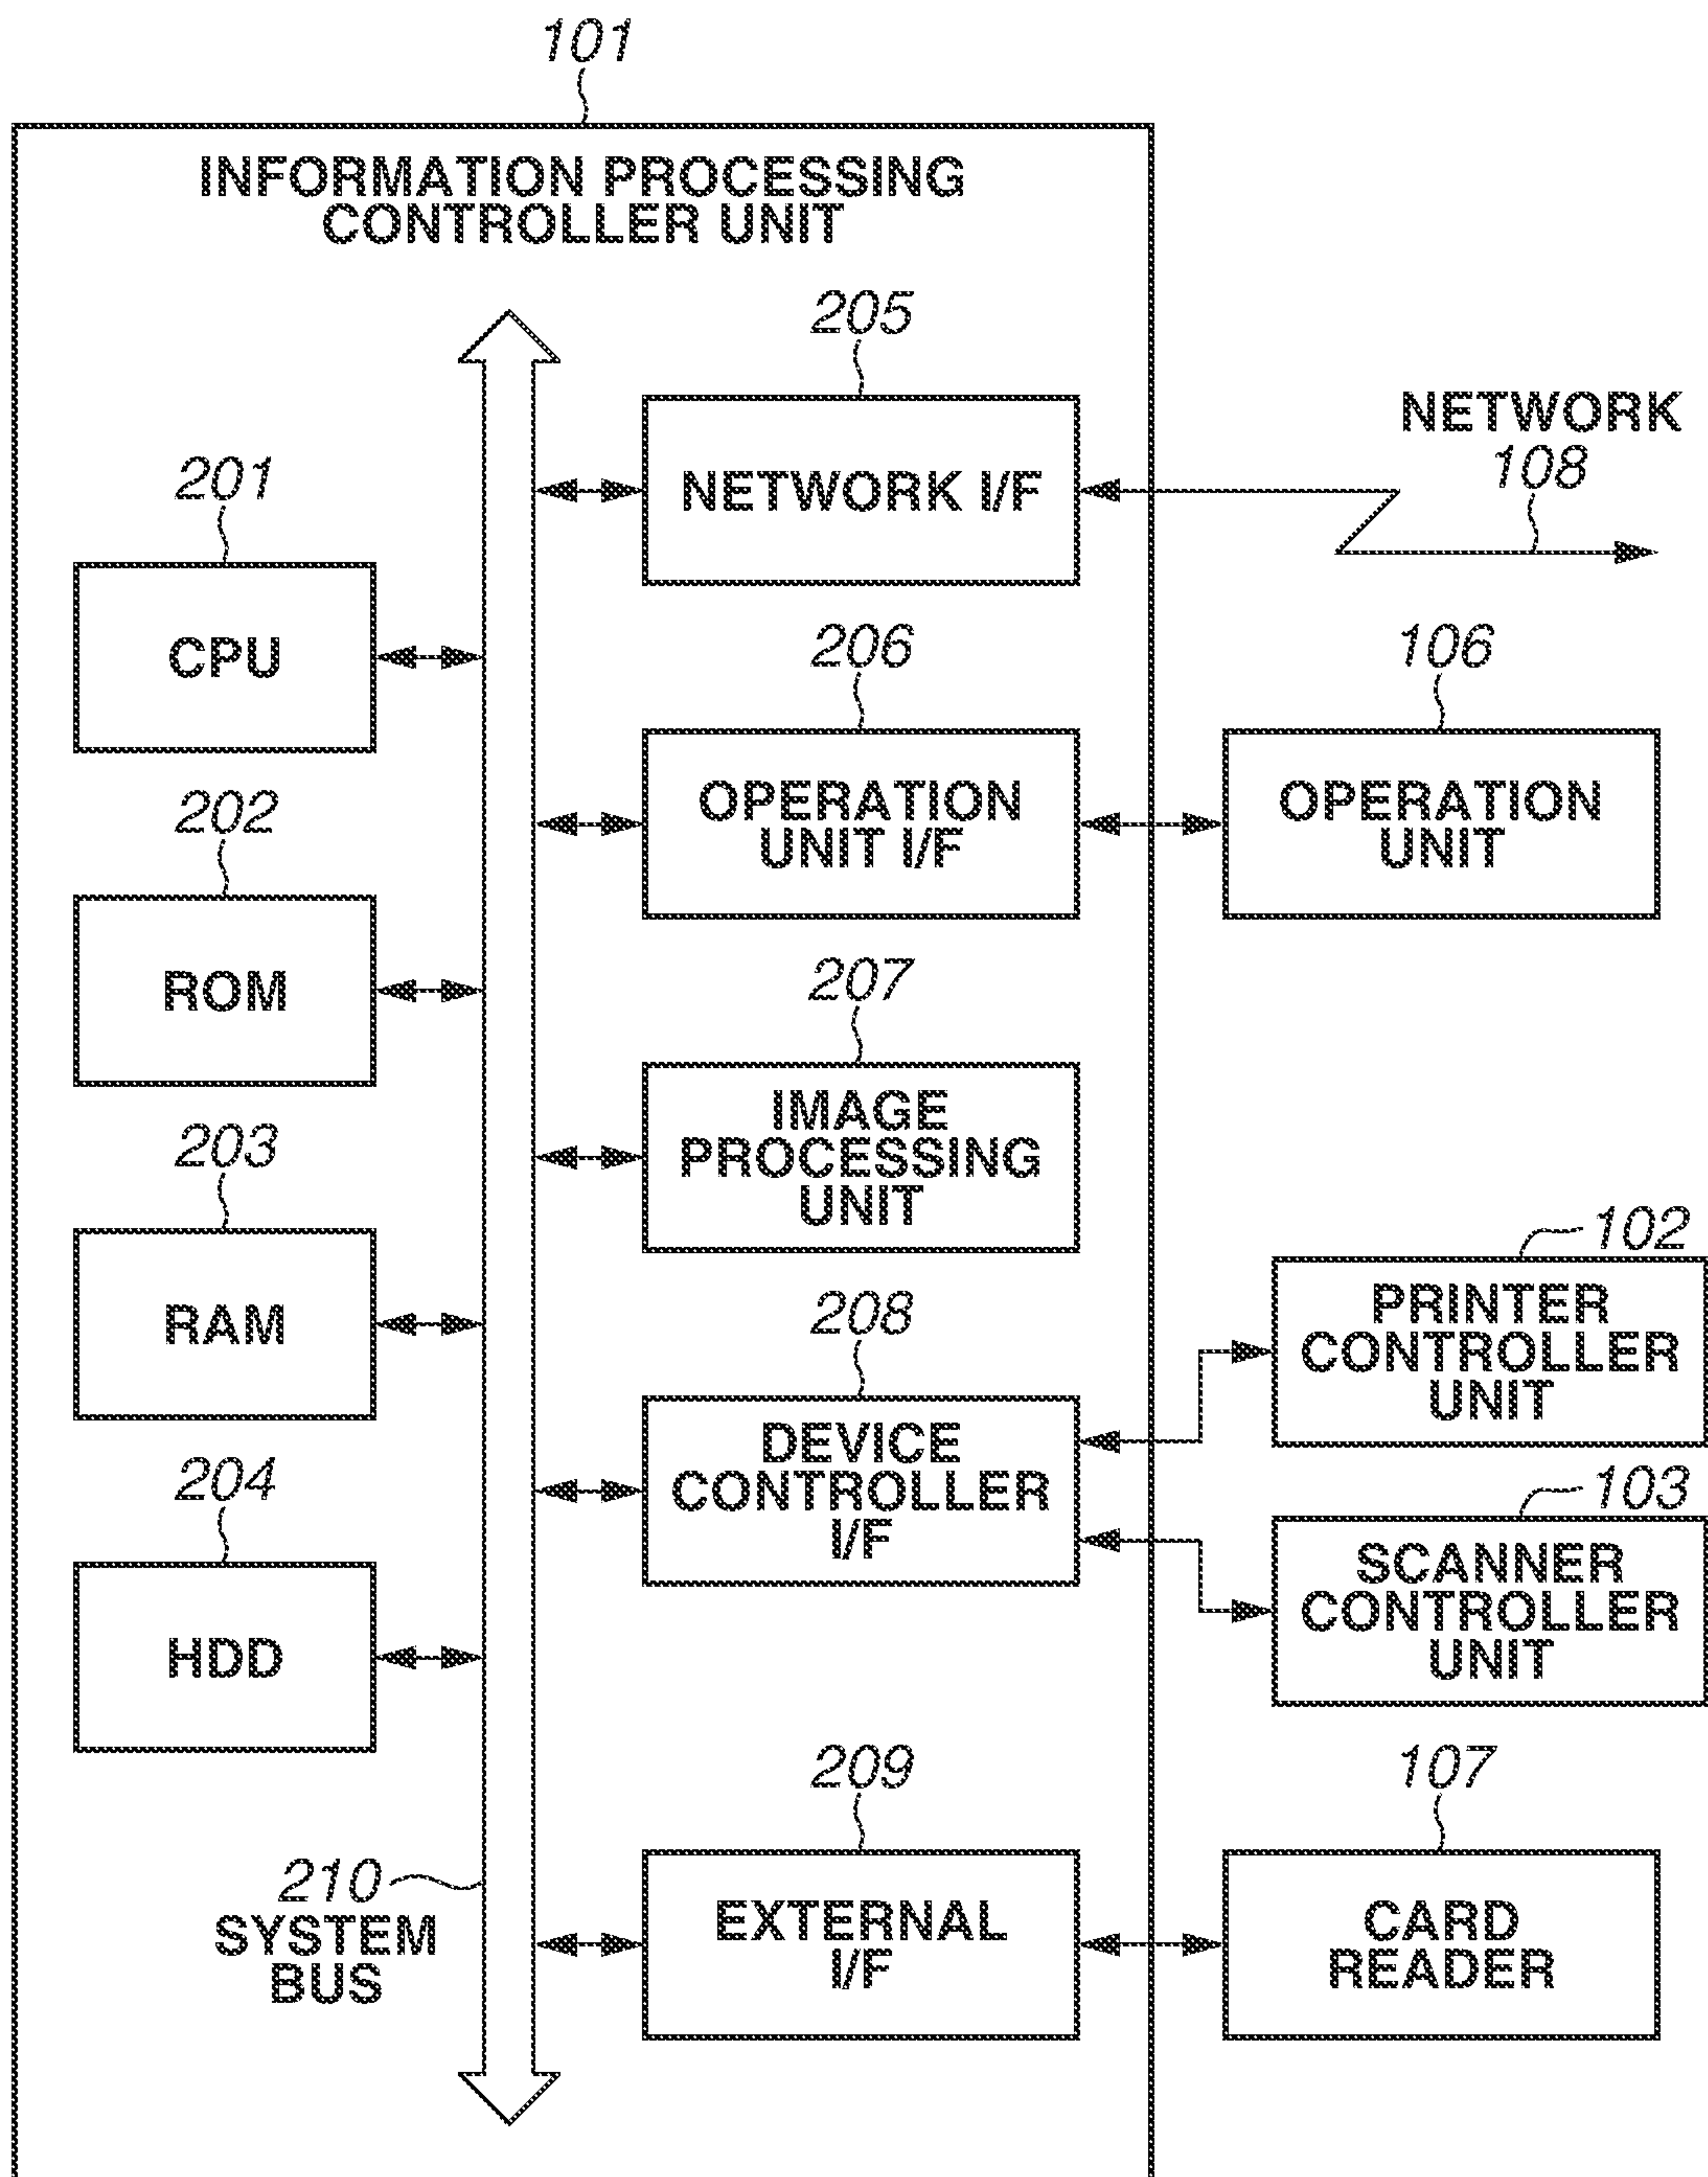 101
INFORMATION PROCESSING
CONTROLLER UNIT
205
NETWORK I/F
NETWORK
108
201
CPU
206
OPERATION
UNIT I/F
106
OPERATION
UNIT
202
ROM
207
IMAGE
PROCESSING
UNIT
203
RAM
208
DEVICE
CONTROLLER
I/F
102
PRINTER
CONTROLLER
UNIT
103
SCANNER
CONTROLLER
UNIT
204
HDD
209
EXTERNAL
I/F
107
CARD
READER
210
SYSTEM
BUS